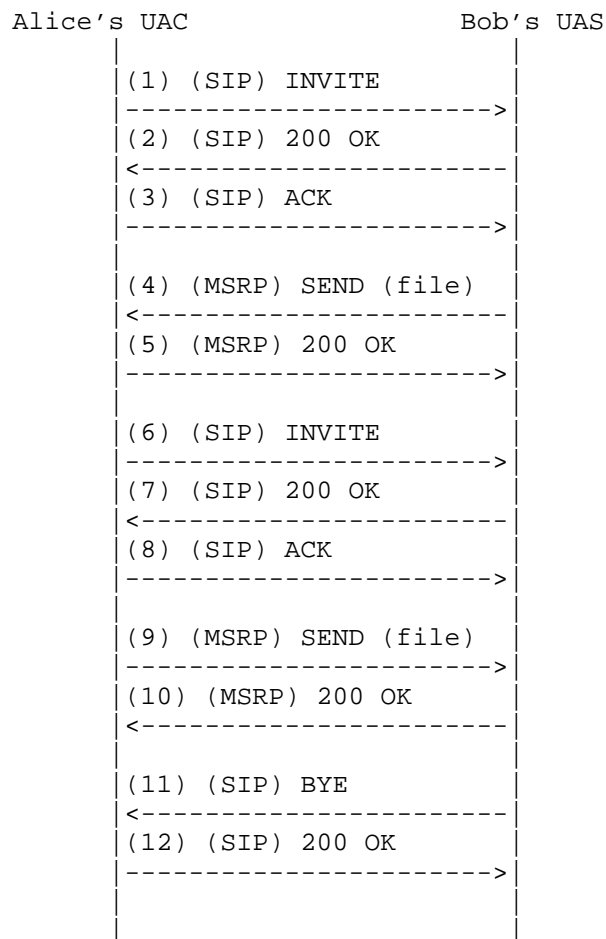 Alice's UAC Bob's UAS
(1) (SIP) INVITE
(2) (SIP) 200 OK
(3) (SIP) ACK
(4) (MSRP) SEND (file)
(5) (MSRP) 200 OK
(6) (SIP) INVITE
(7) (SIP) 200 OK
(8) (SIP) ACK
(9) (MSRP) SEND (file)
(10) (MSRP) 200 OK
(11) (SIP) BYE
(12) (SIP) 200 OK